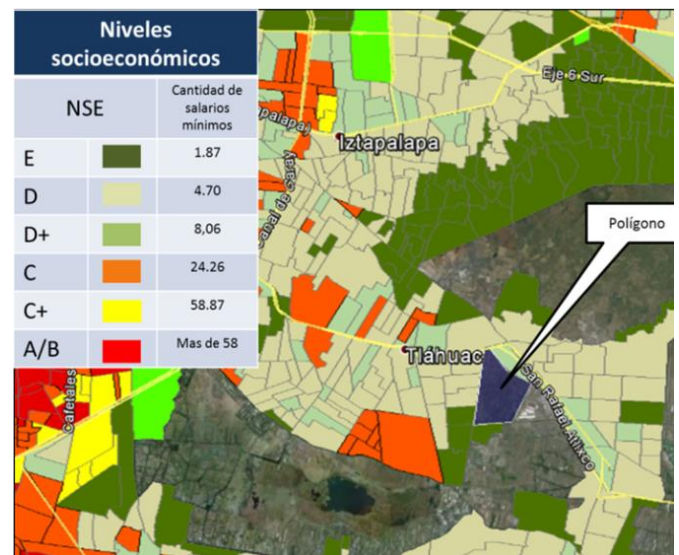 Niveles
socioeconómicos
NSE
Cantidad de
salarios
mínimos
E 1.87
D 4.70
D+ 8,06
C 24.26
C+ 58.87
A/B Mas de 58
Eje 6 Sur
palapa
Iztapalapa
Canal de Garay
Polígono
Tláhuac
San Rafael Atlixco
Cafetales